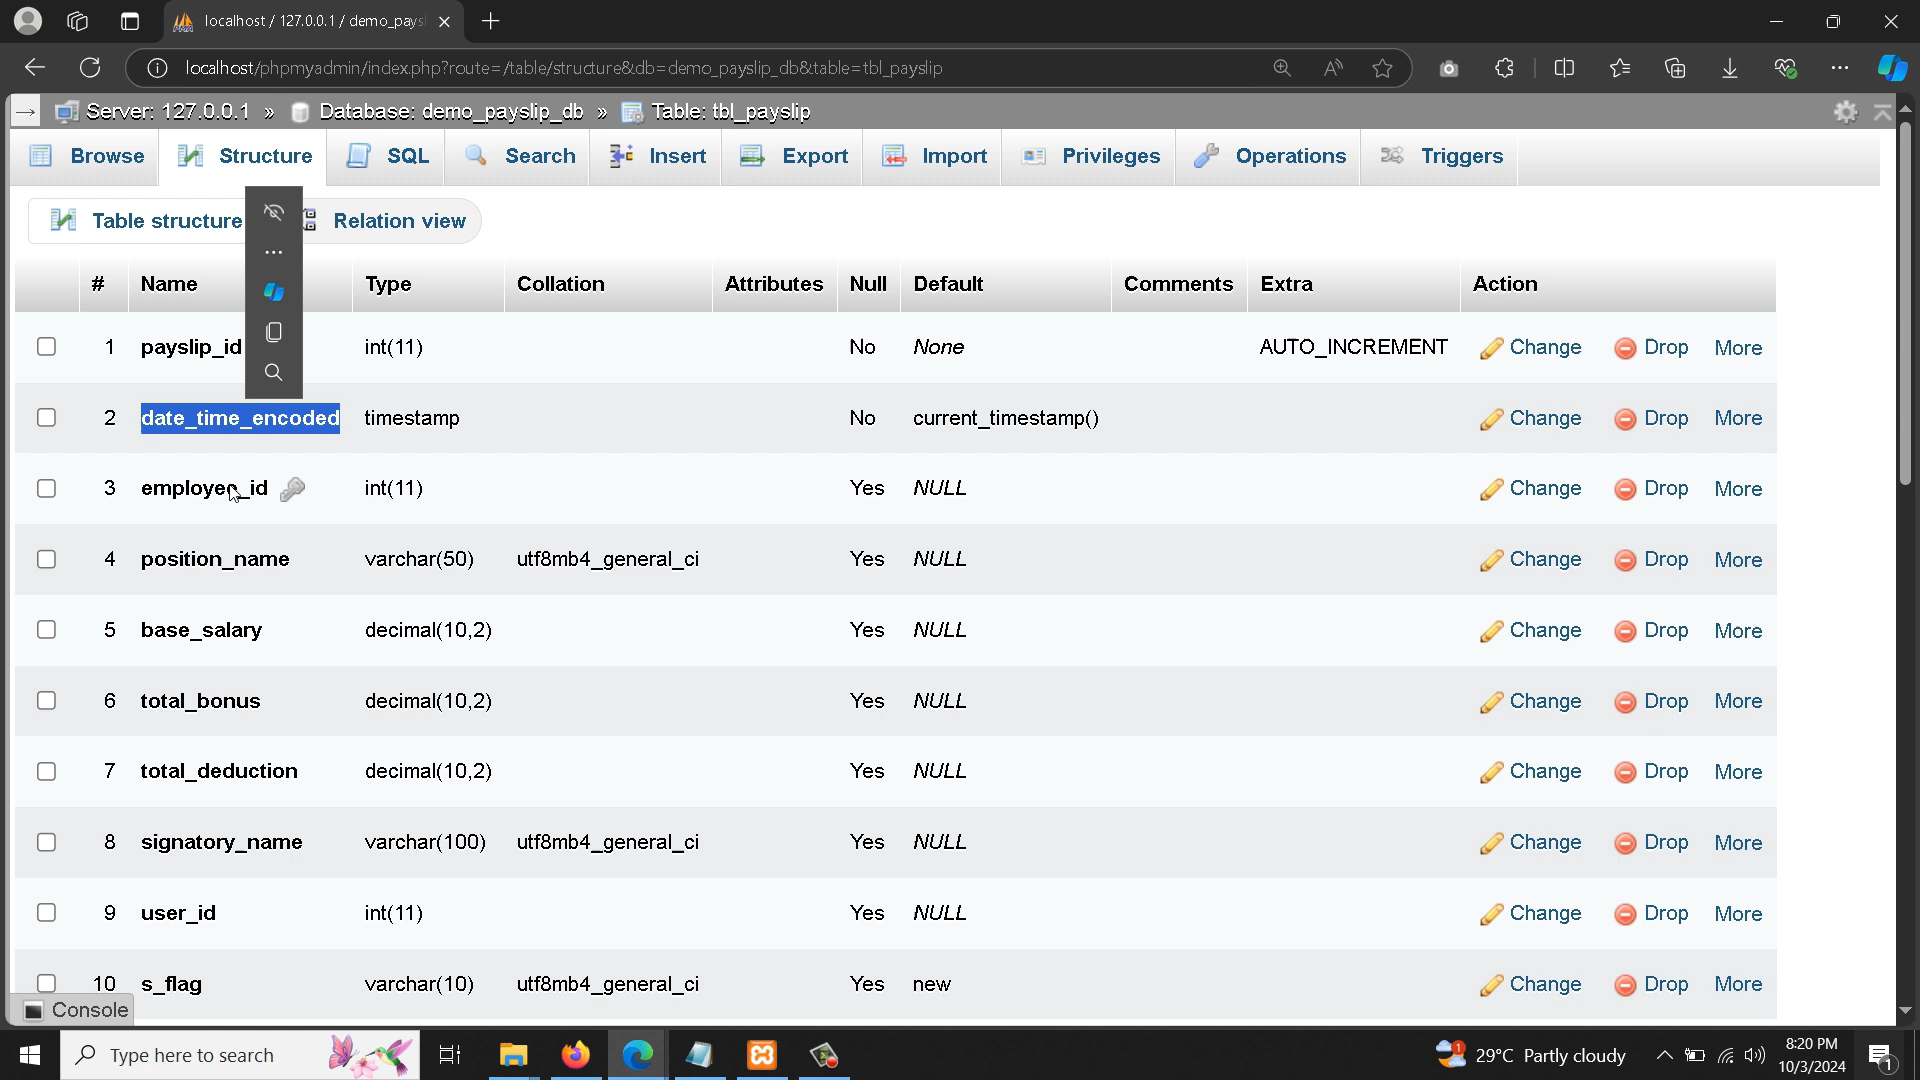 localhost / 127.0.0.1 / demo_pays
localhost/phpmyadmin/index.php?route=/table/structure&db=demo_payslip_db&table=tbl_payslip
Server: 127.0.0.1 » Database: demo_payslip_db » Table: tbl_payslip
Browse Structure SQL Search Insert Export Import Privileges Operations Triggers
Table structure Relation view
# Name Type Collation Attributes Null Default Comments Extra Action
1 payslip_id int(11) No None AUTO_INCREMENT Change Drop More
2 date_time_encoded timestamp No current_timestamp() Change Drop More
3 employee_id int(11) Yes NULL Change Drop More
4 position_name varchar(50) utf8mb4_general_ci Yes NULL Change Drop More
5 base_salary decimal(10,2) Yes NULL Change Drop More
6 total_bonus decimal(10,2) Yes NULL Change Drop More
7 total_deduction decimal(10,2) Yes NULL Change Drop More
8 signatory_name varchar(100) utf8mb4_general_ci Yes NULL Change Drop More
9 user_id int(11) Yes NULL Change Drop More
10 s_flag varchar(10) utf8mb4_general_ci Yes new Change Drop More
Console
Type here to search
29°C Partly cloudy
8:20 PM
10/3/2024
1